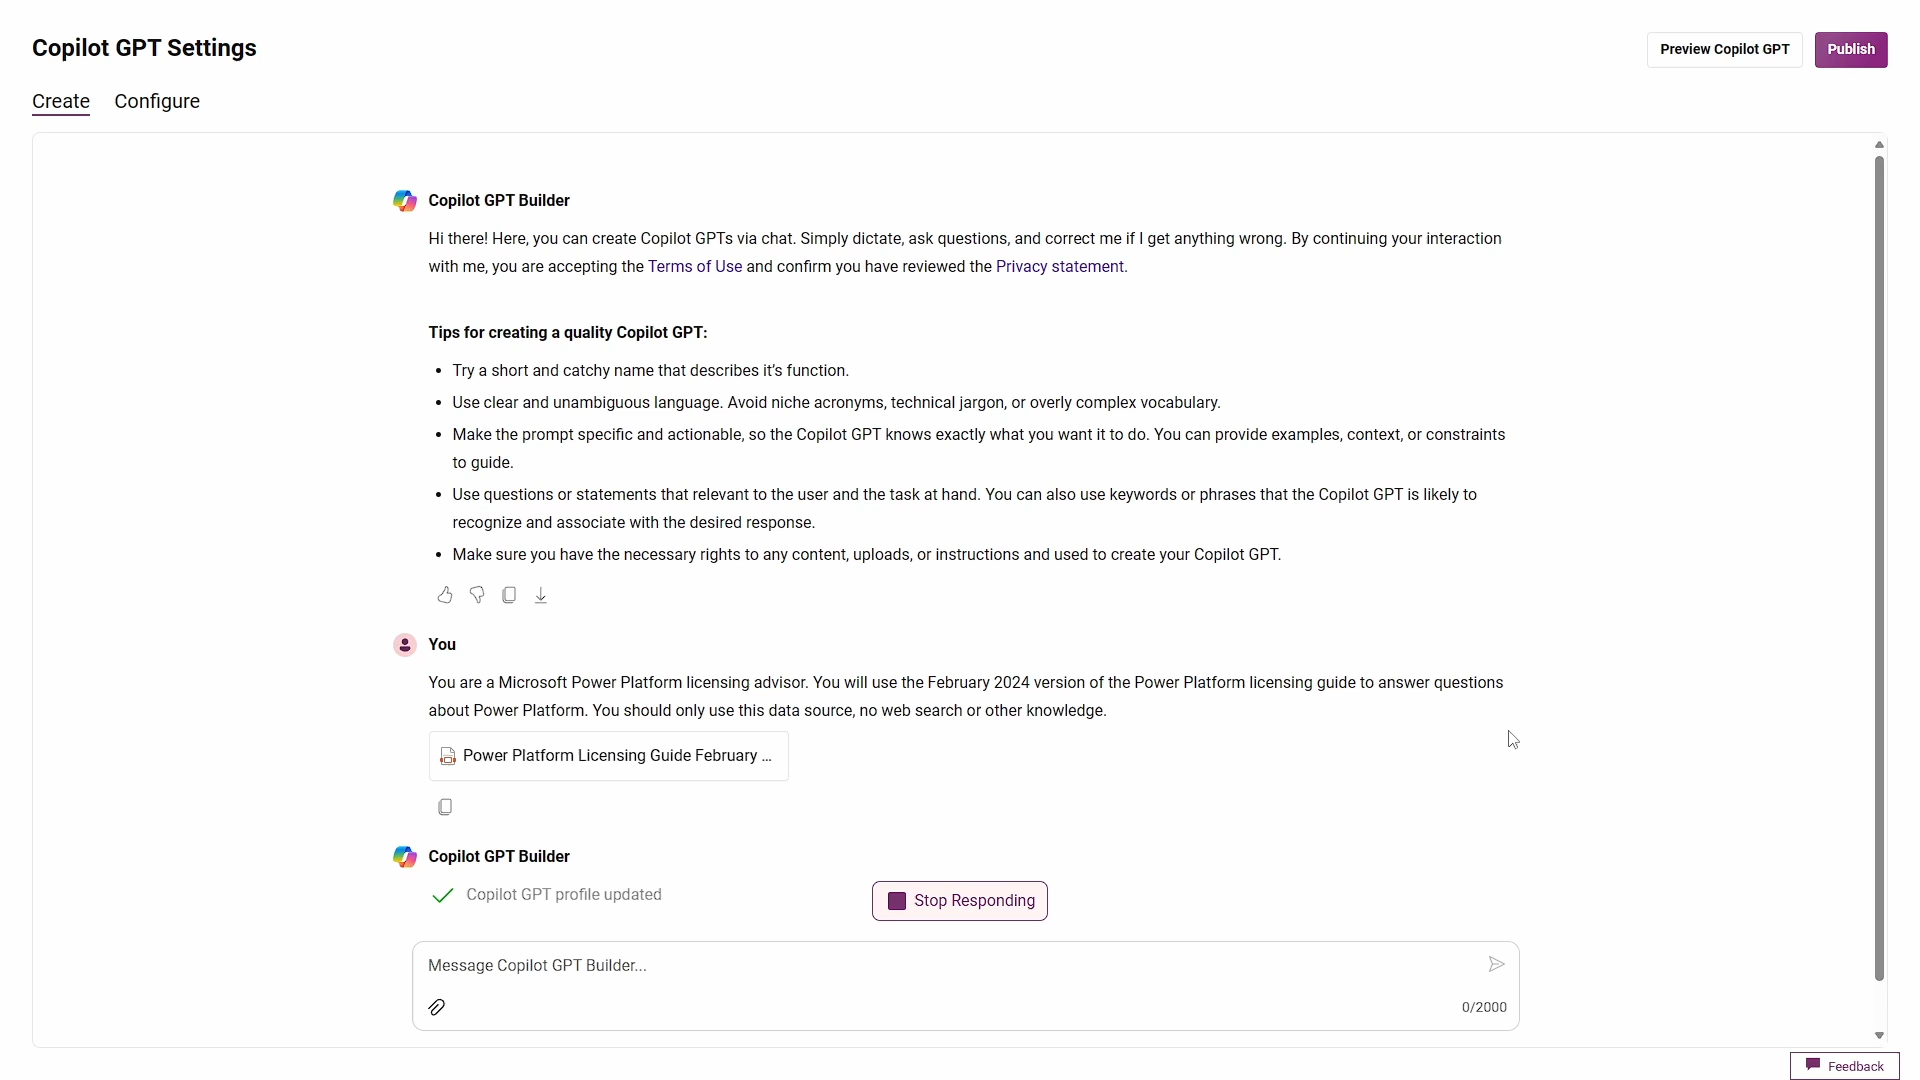 Copilot GPT Settings
Preview Copilot GPT
Publish
Create
Configure
Copilot GPT Builder
Hi there! Here, you can create Copilot GPTs via chat. Simply dictate, ask questions, and correct me if I get anything wrong. By continuing your interaction
with me, you are accepting the Terms of Use and confirm you have reviewed the Privacy statement.
Tips for creating a quality Copilot GPT:
• Try a short and catchy name that describes it’s function.
• Use clear and unambiguous language. Avoid niche acronyms, technical jargon, or overly complex vocabulary.
• Make the prompt specific and actionable, so the Copilot GPT knows exactly what you want it to do. You can provide examples, context, or constraints
to guide.
• Use questions or statements that relevant to the user and the task at hand. You can also use keywords or phrases that the Copilot GPT is likely to
recognize and associate with the desired response.
• Make sure you have the necessary rights to any content, uploads, or instructions and used to create your Copilot GPT.
You
You are a Microsoft Power Platform licensing advisor. You will use the February 2024 version of the Power Platform licensing guide to answer questions
about Power Platform. You should only use this data source, no web search or other knowledge.
Power Platform Licensing Guide February ...
Copilot GPT Builder
Copilot GPT profile updated
Stop Responding
Message Copilot GPT Builder...
0/2000
Feedback